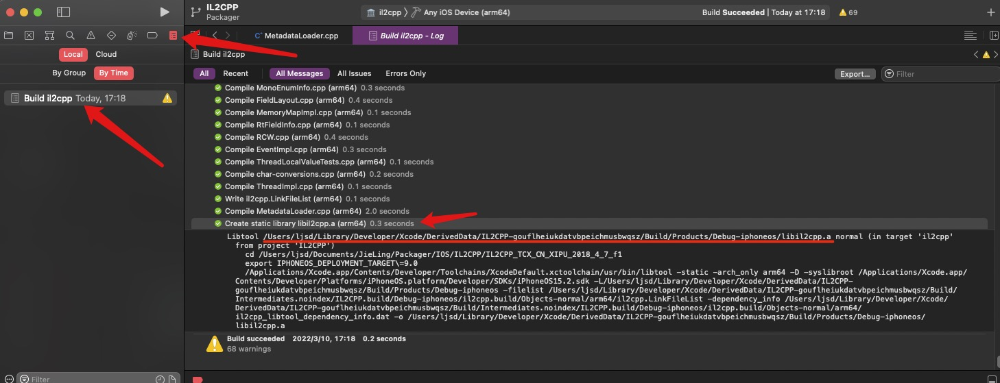 IL2CPP
Packager
il2cpp 〉 Any iOS Device (arm64)
Build Succeeded | Today at 17:18
69
MetadataLoader.cpp
Build il2cpp - Log
Local
Cloud
Build il2cpp
By Group
By Time
All
Recent
All Messages
All Issues
Errors Only
Export...
Filter
Build il2cpp Today, 17:18
Compile MonoEnumInfo.cpp (arm64) 0.3 seconds
Compile FieldLayout.cpp (arm64) 0.4 seconds
Compile MemoryMapImpl.cpp (arm64) 0.1 seconds
Compile RtFieldInfo.cpp (arm64) 0.1 seconds
Compile RCW.cpp (arm64) 0.4 seconds
Compile EventImpl.cpp (arm64) 0.3 seconds
Compile ThreadLocalValueTests.cpp (arm64) 0.1 seconds
Compile char-conversions.cpp (arm64) 0.2 seconds
Compile ThreadImpl.cpp (arm64) 0.1 seconds
Write il2cpp.LinkFileList (arm64) 0.1 seconds
Compile MetadataLoader.cpp (arm64) 2.0 seconds
Create static library libil2cpp.a (arm64) 0.3 seconds
Libtool /Users/ljsd/Library/Developer/Xcode/DerivedData/IL2CPP-gouflheiukdatvbpeichmusbwqsz/Build/Products/Debug-iphoneos/libil2cpp.a normal (in target 'il2cpp'
from project 'IL2CPP')
cd /Users/ljsd/Documents/JieLing/Packager/IOS/IL2CPP/IL2CPP_TCX_CN_XIPU_2018_4_7_f1
export IPHONEOS_DEPLOYMENT_TARGET\=9.0
/Applications/Xcode.app/Contents/Developer/Toolchains/XcodeDefault.xctoolchain/usr/bin/libtool -static -arch_only arm64 -D -syslibroot /Applications/Xcode.app/
Contents/Developer/Platforms/iPhoneOS.platform/Developer/SDKs/iPhoneOS15.2.sdk -L/Users/ljsd/Library/Developer/Xcode/DerivedData/IL2CPP-
gouflheiukdatvbpeichmusbwqsz/Build/Products/Debug-iphoneos -filelist /Users/ljsd/Library/Developer/Xcode/DerivedData/IL2CPP-gouflheiukdatvbpeichmusbwqsz/Build/
Intermediates.noindex/IL2CPP.build/Debug-iphoneos/il2cpp.build/Objects-normal/arm64/il2cpp.LinkFileList -dependency_info /Users/ljsd/Library/Developer/Xcode/
DerivedData/IL2CPP-gouflheiukdatvbpeichmusbwqsz/Build/Intermediates.noindex/IL2CPP.build/Debug-iphoneos/il2cpp.build/Objects-normal/arm64/
il2cpp_libtool_dependency_info.dat -o /Users/ljsd/Library/Developer/Xcode/DerivedData/IL2CPP-gouflheiukdatvbpeichmusbwqsz/Build/Products/Debug-iphoneos/
libil2cpp.a
Build succeeded 2022/3/10, 17:18 0.2 seconds
68 warnings
Filter